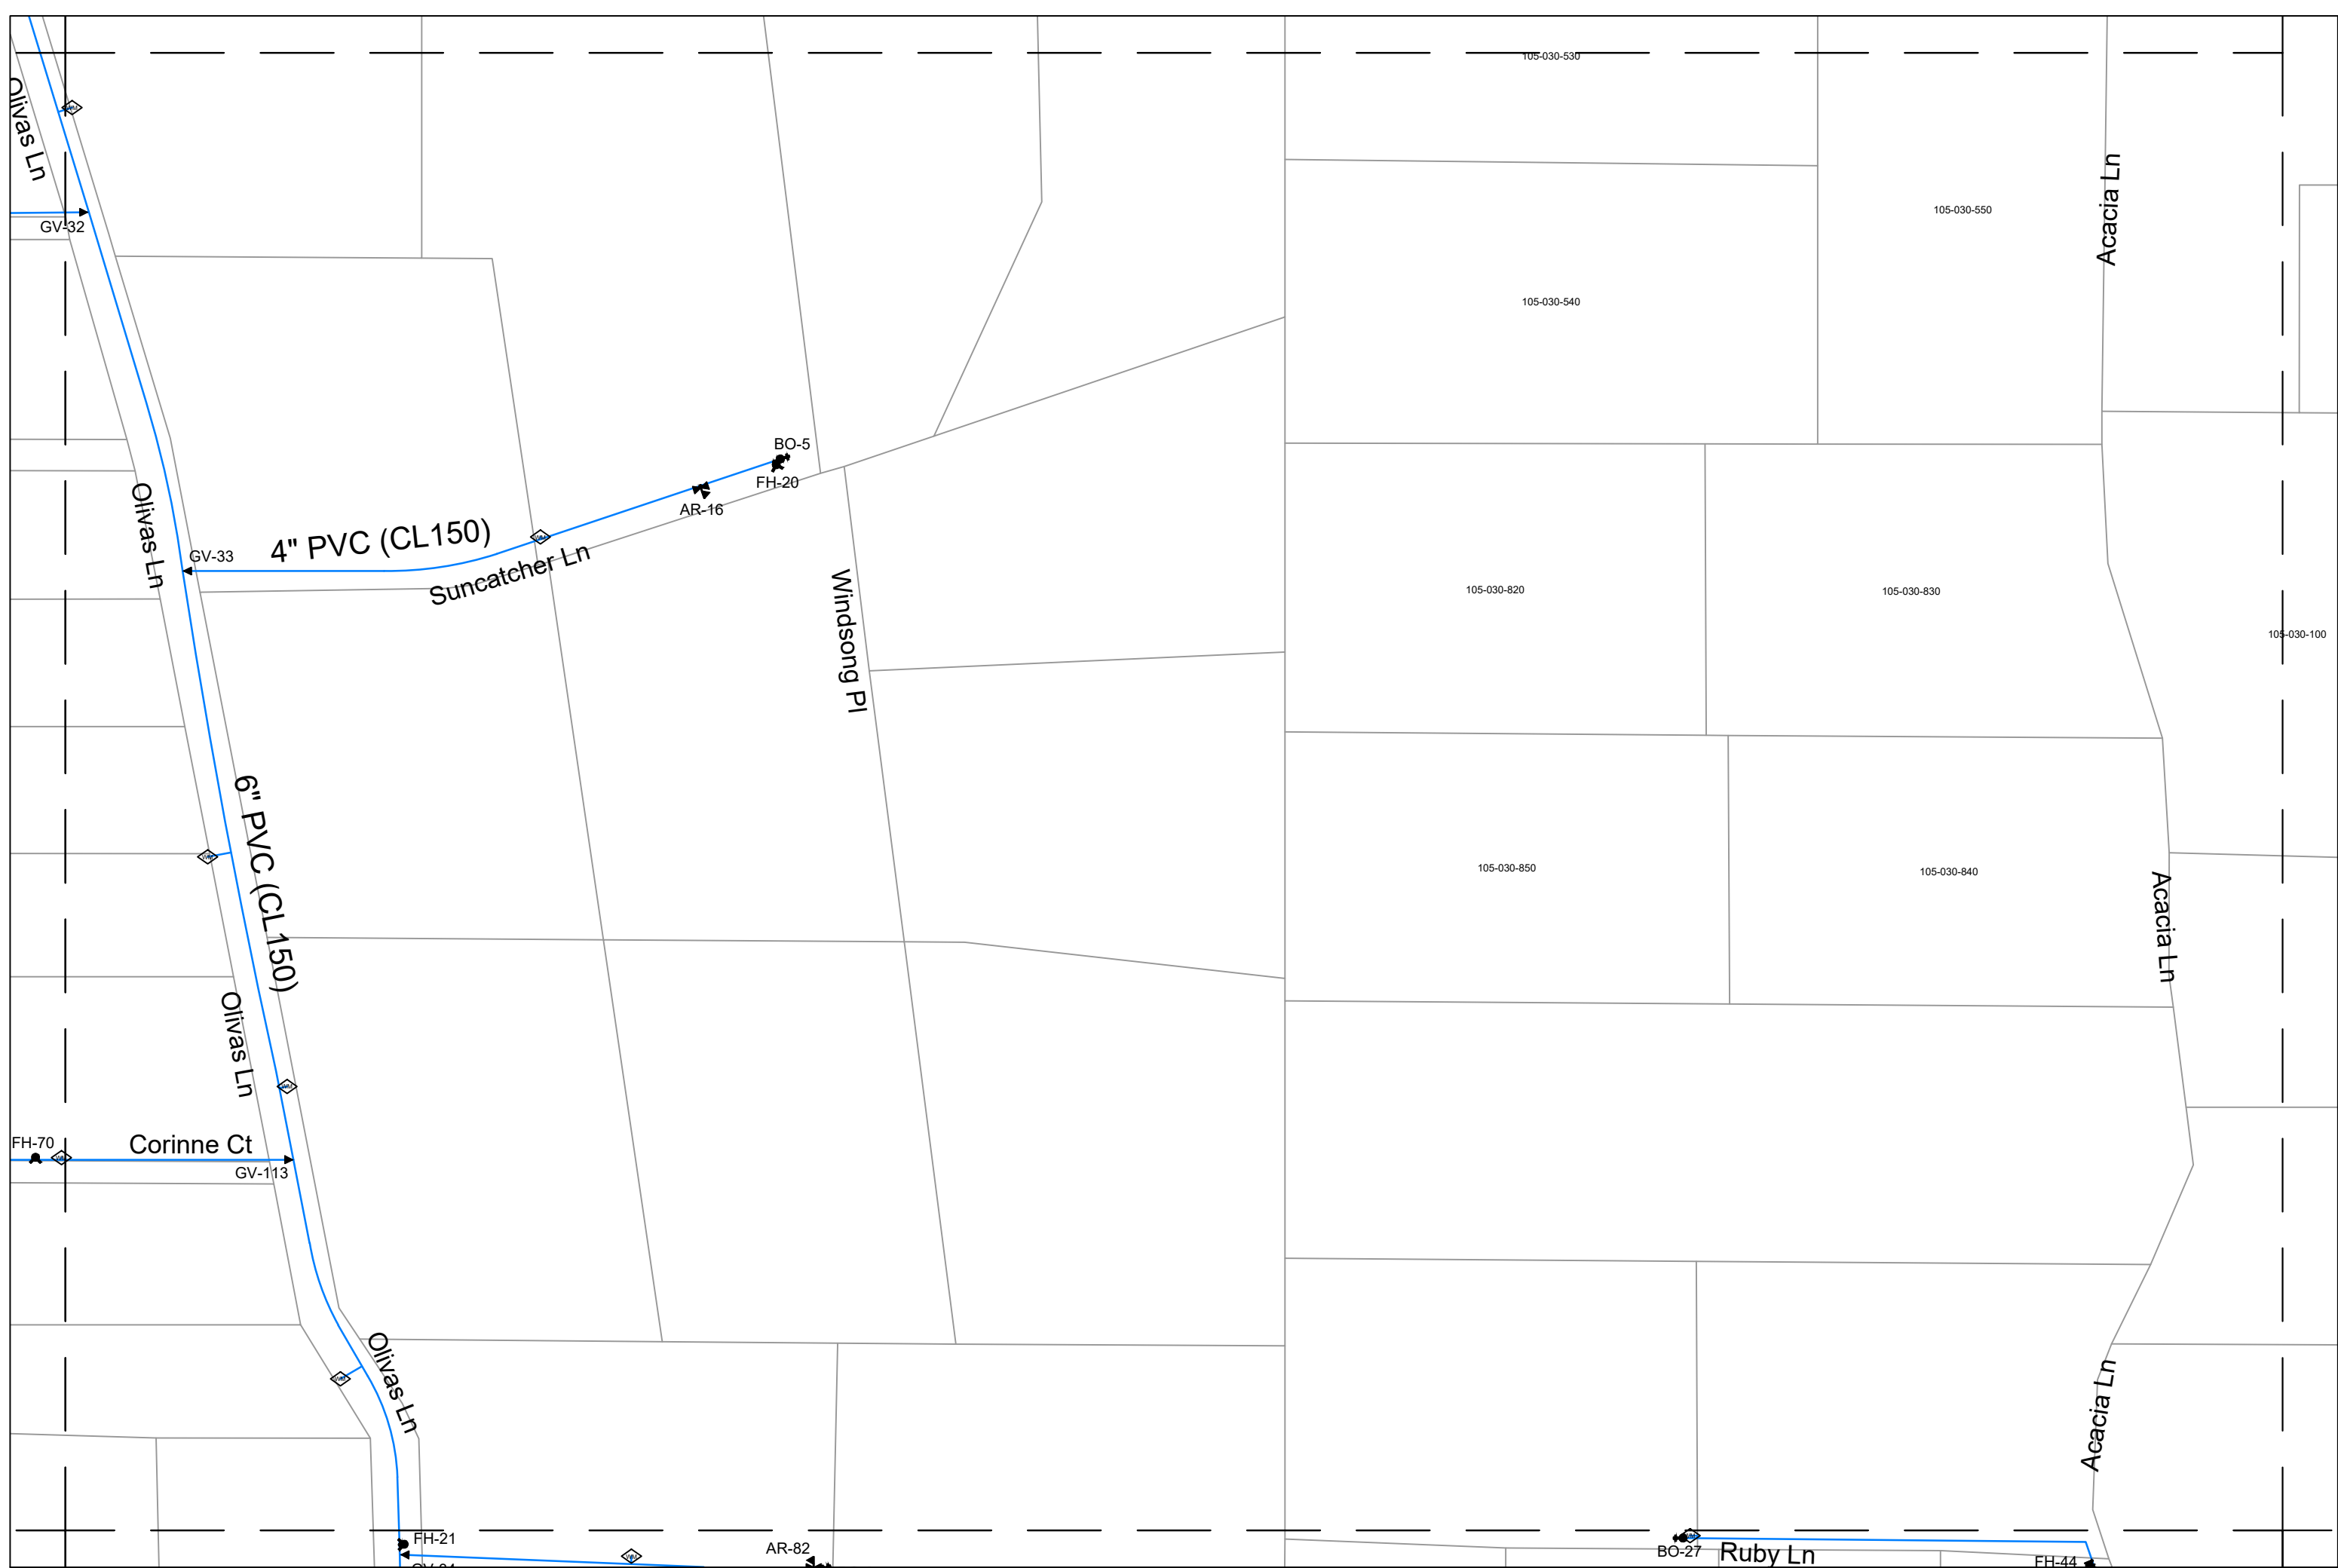 105-030-530
Olivas Ln
Acacia Ln
105-030-550
GV-32
105-030-540
BO-5
FH-20
AR-16
Olivas Ln
4" PVC (CL150)
GV-33
Suncatcher Ln
Windsong Pl
105-030-820
105-030-830
105-030-100
6" PVC (CL150)
105-030-850
105-030-840
Acacia Ln
Olivas Ln
FH-70
Corinne Ct
GV-113
Olivas Ln
Acacia Ln
FH-21
AR-82
BO-27
Ruby Ln
FH-44